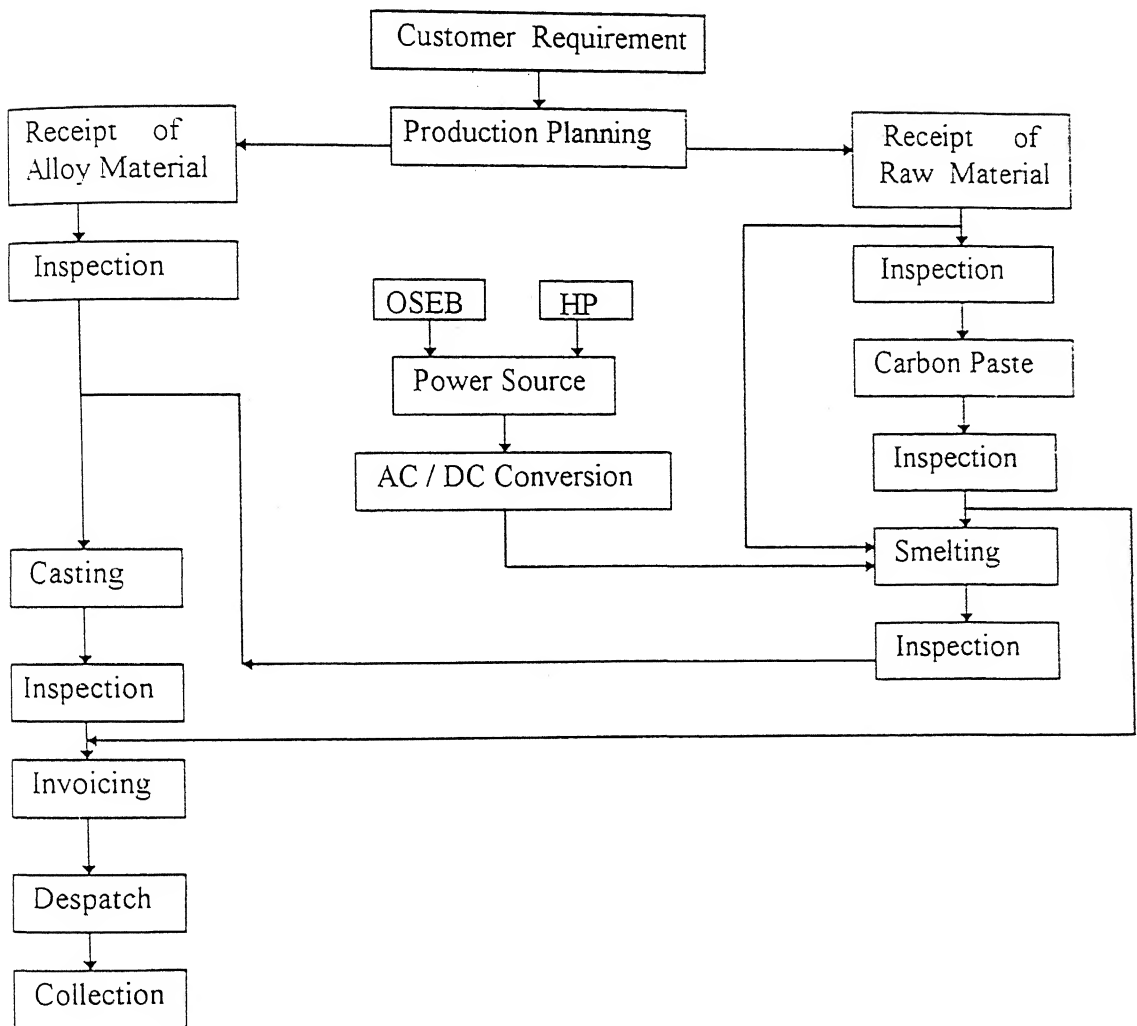 Customer Requirement
Production Planning
Receipt of
Alloy Material
Receipt of
Raw Material
Inspection
Inspection
OSEB
HP
Carbon Paste
Power Source
Inspection
AC / DC Conversion
Smelting
Casting
Inspection
Inspection
Invoicing
Despatch
Collection